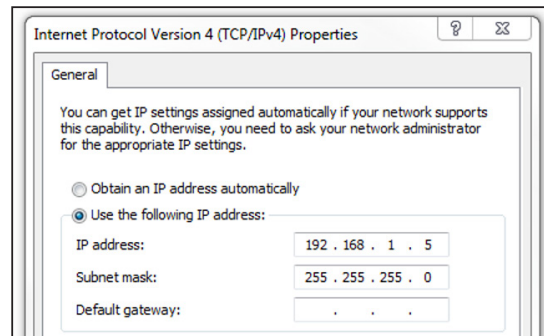 Internet Protocol Version 4 (TCP/IPv4) Properties
?
General
You can get IP settings assigned automatically if your network supports
this capability. Otherwise, you need to ask your network administrator
for the appropriate IP settings.
Obtain an IP address automatically
Use the following IP address:
IP address: 192 . 168 . 1 . 5
Subnet mask: 255 . 255 . 255 . 0
Default gateway: . . .